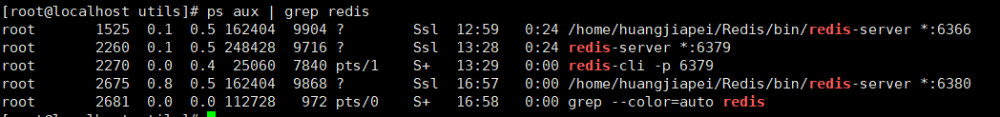 [root@localhost utils]# ps aux | grep redis
root 1525 0.1 0.5 162404 9904 ? Ssl 12:59 0:24 /home/huangjiapei/Redis/bin/redis-server *:6366
root 2260 0.1 0.5 248428 9716 ? Ssl 13:28 0:24 redis-server *:6379
root 2270 0.0 0.4 25060 7840 pts/1 S+ 13:29 0:00 redis-cli -p 6379
root 2675 0.8 0.5 162404 9868 ? Ssl 16:57 0:00 /home/huangjiapei/Redis/bin/redis-server *:6380
root 2681 0.0 0.0 112728 972 pts/0 S+ 16:58 0:00 grep --color=auto redis
[root@localhost utils]#